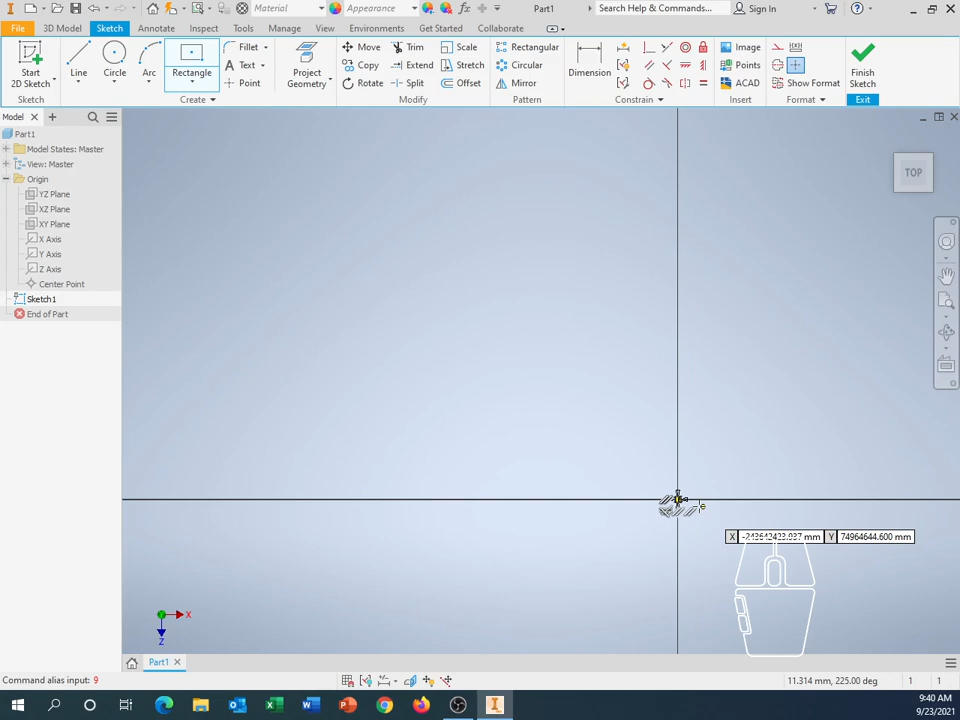 Material
Appearance
fx
Part1
Search Help & Commands...
Sign In
File
3D Model
Sketch
Annotate
Inspect
Tools
Manage
View
Environments
Get Started
Collaborate
Start
2D Sketch
Line
Circle
Arc
Rectangle
Fillet
Text
Point
Project
Geometry
Move
Copy
Rotate
Trim
Extend
Split
Scale
Stretch
Offset
Rectangular
Circular
Mirror
Dimension
Image
Points
ACAD
Show Format
Finish
Sketch
Sketch
Create
Modify
Pattern
Constrain
Insert
Format
Exit
Model
Part1
Model States: Master
View: Master
Origin
YZ Plane
XZ Plane
XY Plane
X Axis
Y Axis
Z Axis
Center Point
Sketch1
End of Part
TOP
X -243642423.937 mm Y 74964644.600 mm
X
Z
Part1
Command alias input: 9
11.314 mm, 225.00 deg 1 1
9:40 AM
9/23/2021